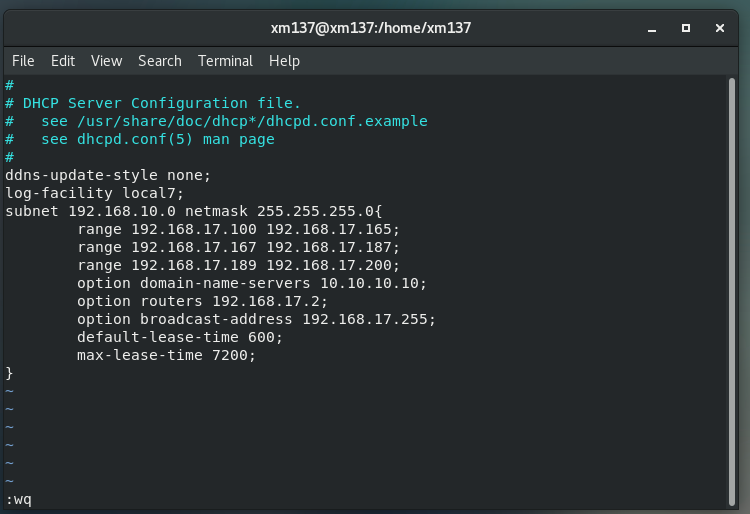 xm137@xm137:/home/xm137
File Edit View Search Terminal Help
#
# DHCP Server Configuration file.
#   see /usr/share/doc/dhcp*/dhcpd.conf.example
#   see dhcpd.conf(5) man page
#
ddns-update-style none;
log-facility local7;
subnet 192.168.10.0 netmask 255.255.255.0{
        range 192.168.17.100 192.168.17.165;
        range 192.168.17.167 192.168.17.187;
        range 192.168.17.189 192.168.17.200;
        option domain-name-servers 10.10.10.10;
        option routers 192.168.17.2;
        option broadcast-address 192.168.17.255;
        default-lease-time 600;
        max-lease-time 7200;
}
~
~
~
~
~
~
:wq